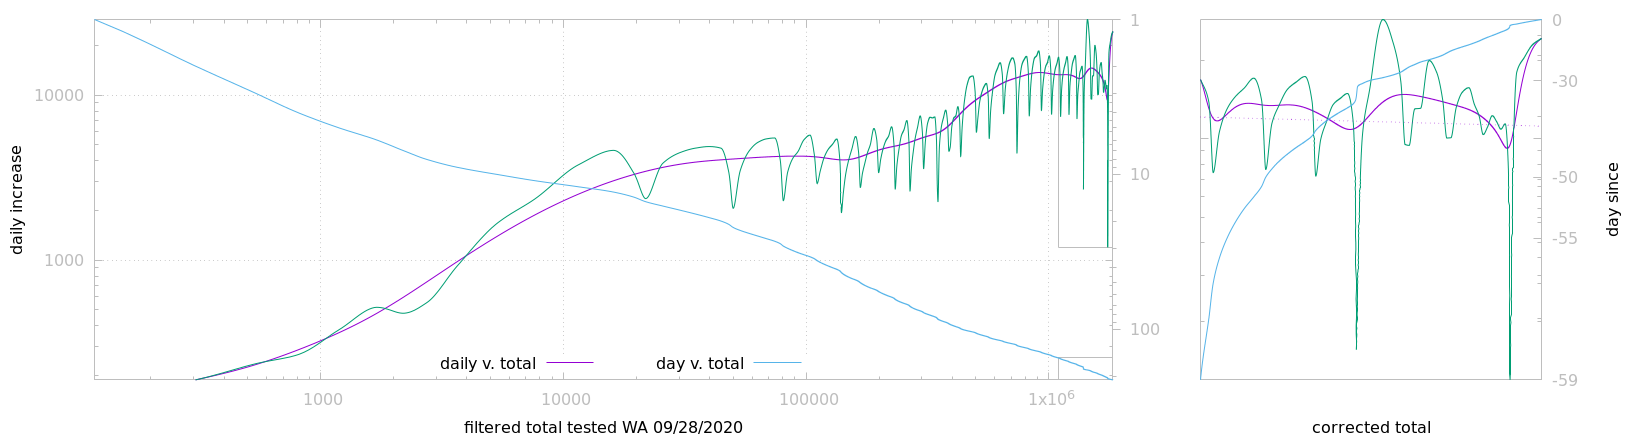 daily increase
10000
1000
1000
10000
100000
1x10^6
filtered total tested WA 09/28/2020
daily v. total
day v. total
1
10
100
0
-30
-50
-55
-59
day since
corrected total